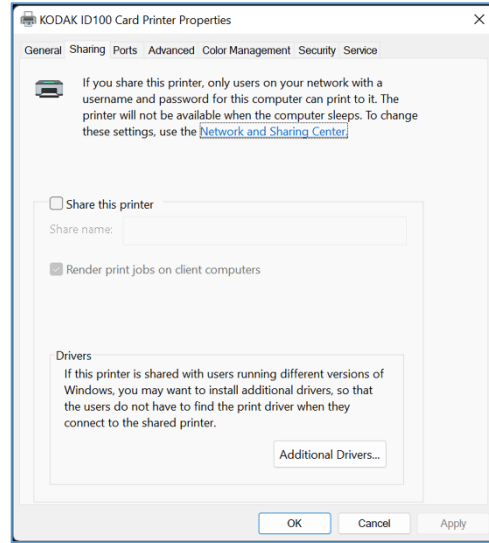 KODAK ID100 Card Printer Properties
General Sharing Ports Advanced Color Management Security Service
If you share this printer, only users on your network with a
username and password for this computer can print to it. The
printer will not be available when the computer sleeps. To change
these settings, use the Network and Sharing Center.
Share this printer
Share name:
Render print jobs on client computers
Drivers
If this printer is shared with users running different versions of
Windows, you may want to install additional drivers, so that
the users do not have to find the print driver when they
connect to the shared printer.
Additional Drivers...
OK Cancel Apply